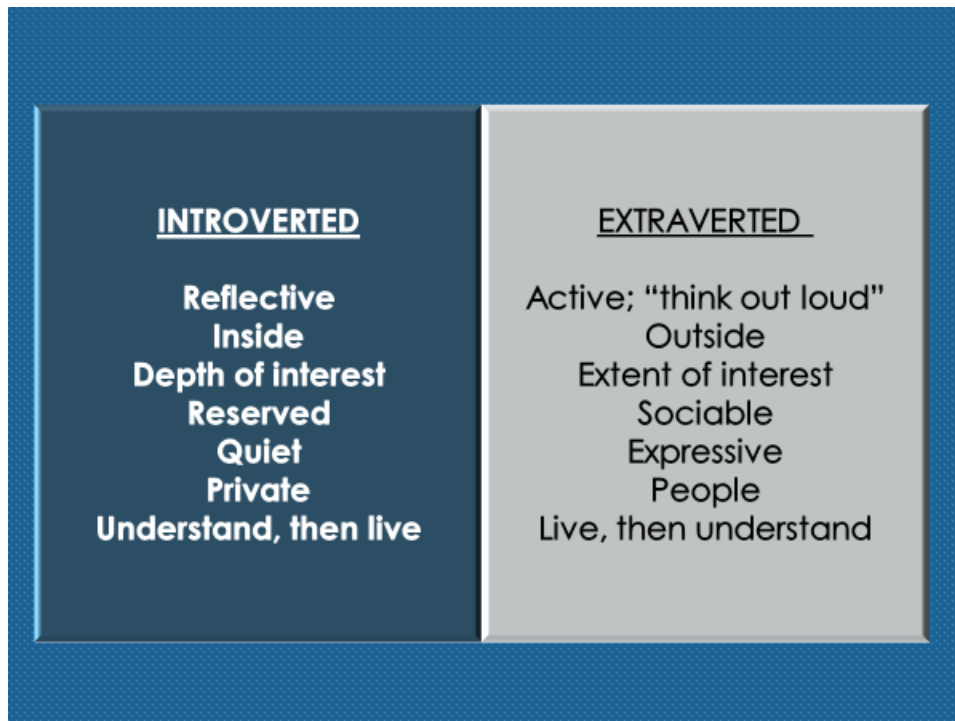 INTROVERTED
Reflective
Inside
Depth of interest
Reserved
Quiet
Private
Understand, then live
EXTRAVERTED
Active; “think out loud”
Outside
Extent of interest
Sociable
Expressive
People
Live, then understand